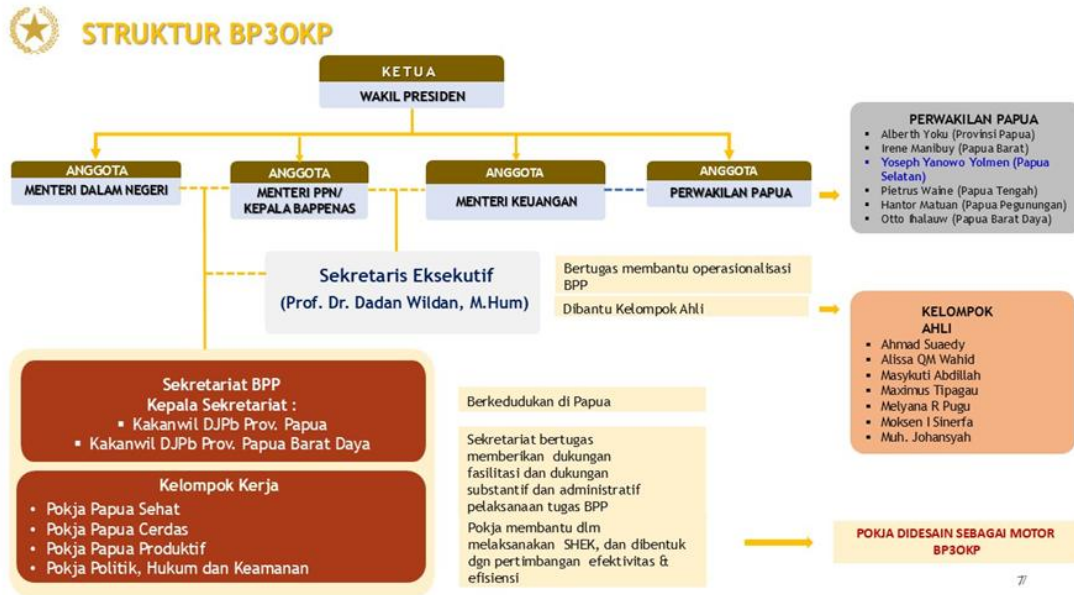 STRUKTUR BP3OKP
KETUA
WAKIL PRESIDEN
ANGGOTA
MENTERI DALAM NEGERI
ANGGOTA
MENTERI PPN/
KEPALA BAPPENAS
ANGGOTA
MENTERI KEUANGAN
ANGGOTA
PERWAKILAN PAPUA
PERWAKILAN PAPUA
▪ Alberth Yoku (Provinsi Papua)
▪ Irene Manibuy (Papua Barat)
▪ Yoseph Yanowo Yolmen (Papua
Selatan)
▪ Pietrus Waine (Papua Tengah)
▪ Hantor Matuan (Papua Pegunungan)
▪ Otto Ihalauw (Papua Barat Daya)
Sekretaris Eksekutif
(Prof. Dr. Dadan Wildan, M.Hum)
Bertugas membantu operasionalisasi
BPP
Dibantu Kelompok Ahli
KELOMPOK
AHLI
▪ Ahmad Suaedy
▪ Alissa QM Wahid
▪ Masykuti Abdillah
▪ Maximus Tipagau
▪ Melyana R Pugu
▪ Moksen I Sinerfa
▪ Muh. Johansyah
Sekretariat BPP
Kepala Sekretariat :
▪ Kakanwil DJPb Prov. Papua
▪ Kakanwil DJPb Prov. Papua Barat Daya
Berkedudukan di Papua
Sekretariat bertugas
memberikan dukungan
fasilitasi dan dukungan
substantif dan administratif
pelaksanaan tugas BPP
Kelompok Kerja
• Pokja Papua Sehat
• Pokja Papua Cerdas
• Pokja Papua Produktif
• Pokja Politik, Hukum dan Keamanan
Pokja membantu dlm
melaksanakan SHEK, dan dibentuk
dgn pertimbangan efektivitas &
efisiensi
POKJA DIDESAIN SEBAGAI MOTOR
BP3OKP